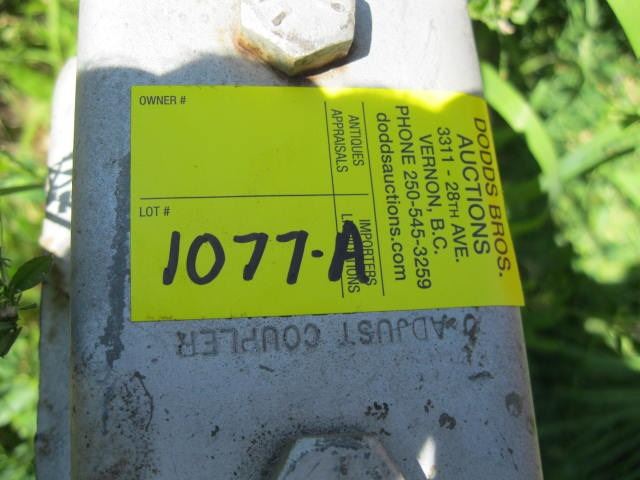 OWNER #
LOT #
1077-A
ANTIQUES
APPRAISALS
IMPORTERS
DODDS BROS.
AUCTIONS
3311 - 28TH AVE.
VERNON, B.C.
PHONE 250-545-3259
doddsauctions.com
ADJUST COUPLER